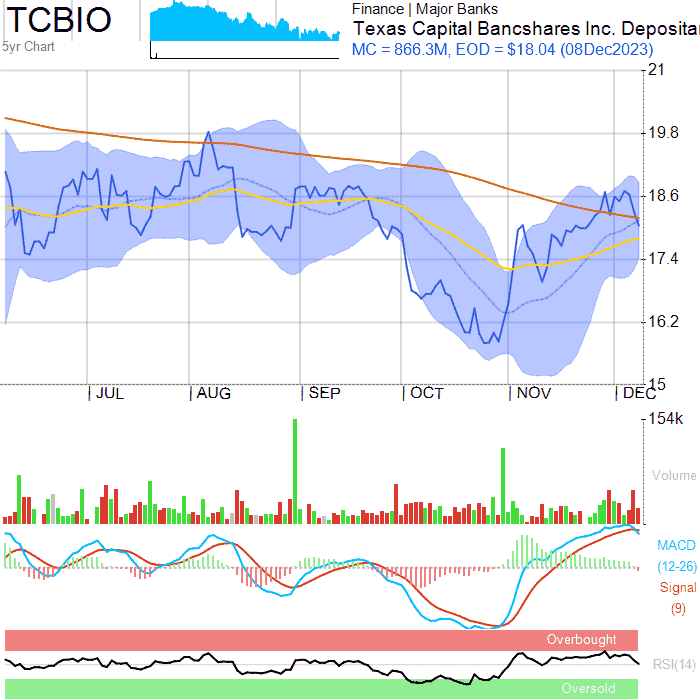 TCBIO
5yr Chart
Finance | Major Banks
Texas Capital Bancshares Inc. Depositar
MC = 866.3M, EOD = $18.04 (08Dec2023)
21
19.8
18.6
17.4
16.2
15
JUL AUG SEP OCT NOV DEC
154k
Volume
MACD
(12-26)
Signal
(9)
Overbought
RSI(14)
Oversold